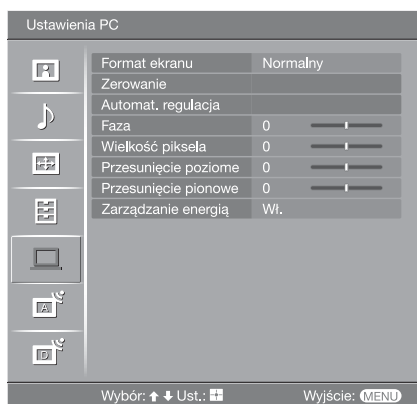 Ustawienia PC
Format ekranu Normalny
Zerowanie
Automat. regulacja
Faza 0
Wielkość piksela 0
Przesunięcie poziome 0
Przesunięcie pionowe 0
Zarządzanie energią Wł.
A
D
Wybór: Ust.: Wyjście: MENU